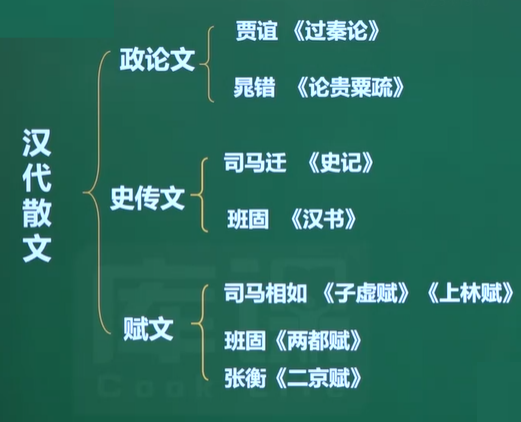 汉代散文
政论文
贾谊 《过秦论》
晁错 《论贵粟疏》
史传文
司马迁 《史记》
班固 《汉书》
赋文
司马相如 《子虚赋》《上林赋》
班固《两都赋》
张衡《二京赋》